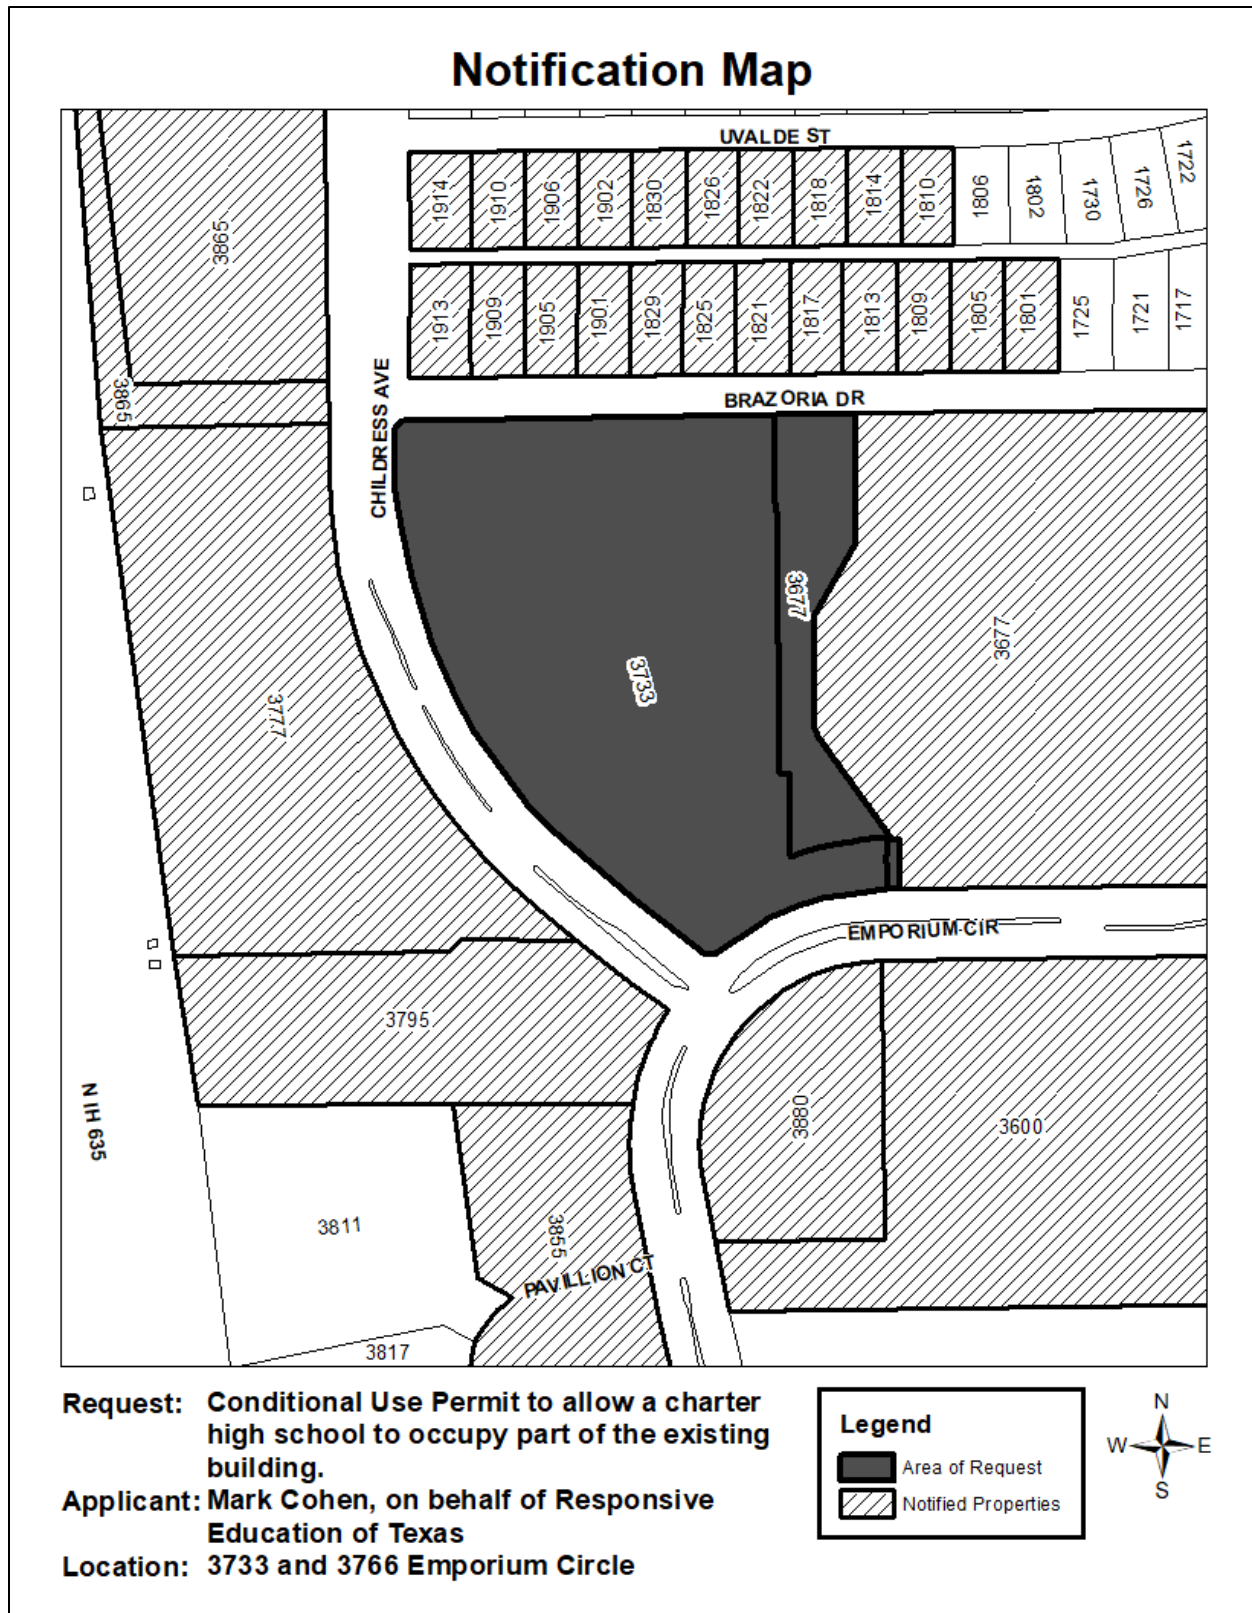 Notification Map
UVALDE ST
1914 1910 1906 1902 1830 1826 1822 1818 1814 1810 1806 1802 1730 1726 1722
3865
1913 1909 1905 1901 1829 1825 1821 1817 1813 1809 1805 1801 1725 1721 1717
3865
BRAZORIA DR
CHILDRESS AVE
3677
3677
3733
3777
EMPORIUM CIR
3795
N IH 635
3880
3600
3811
3855
PAVILLION CT
3817
Request: Conditional Use Permit to allow a charter
high school to occupy part of the existing
building.
Applicant: Mark Cohen, on behalf of Responsive
Education of Texas
Location: 3733 and 3766 Emporium Circle
Legend
Area of Request
Notified Properties
N
W E
S